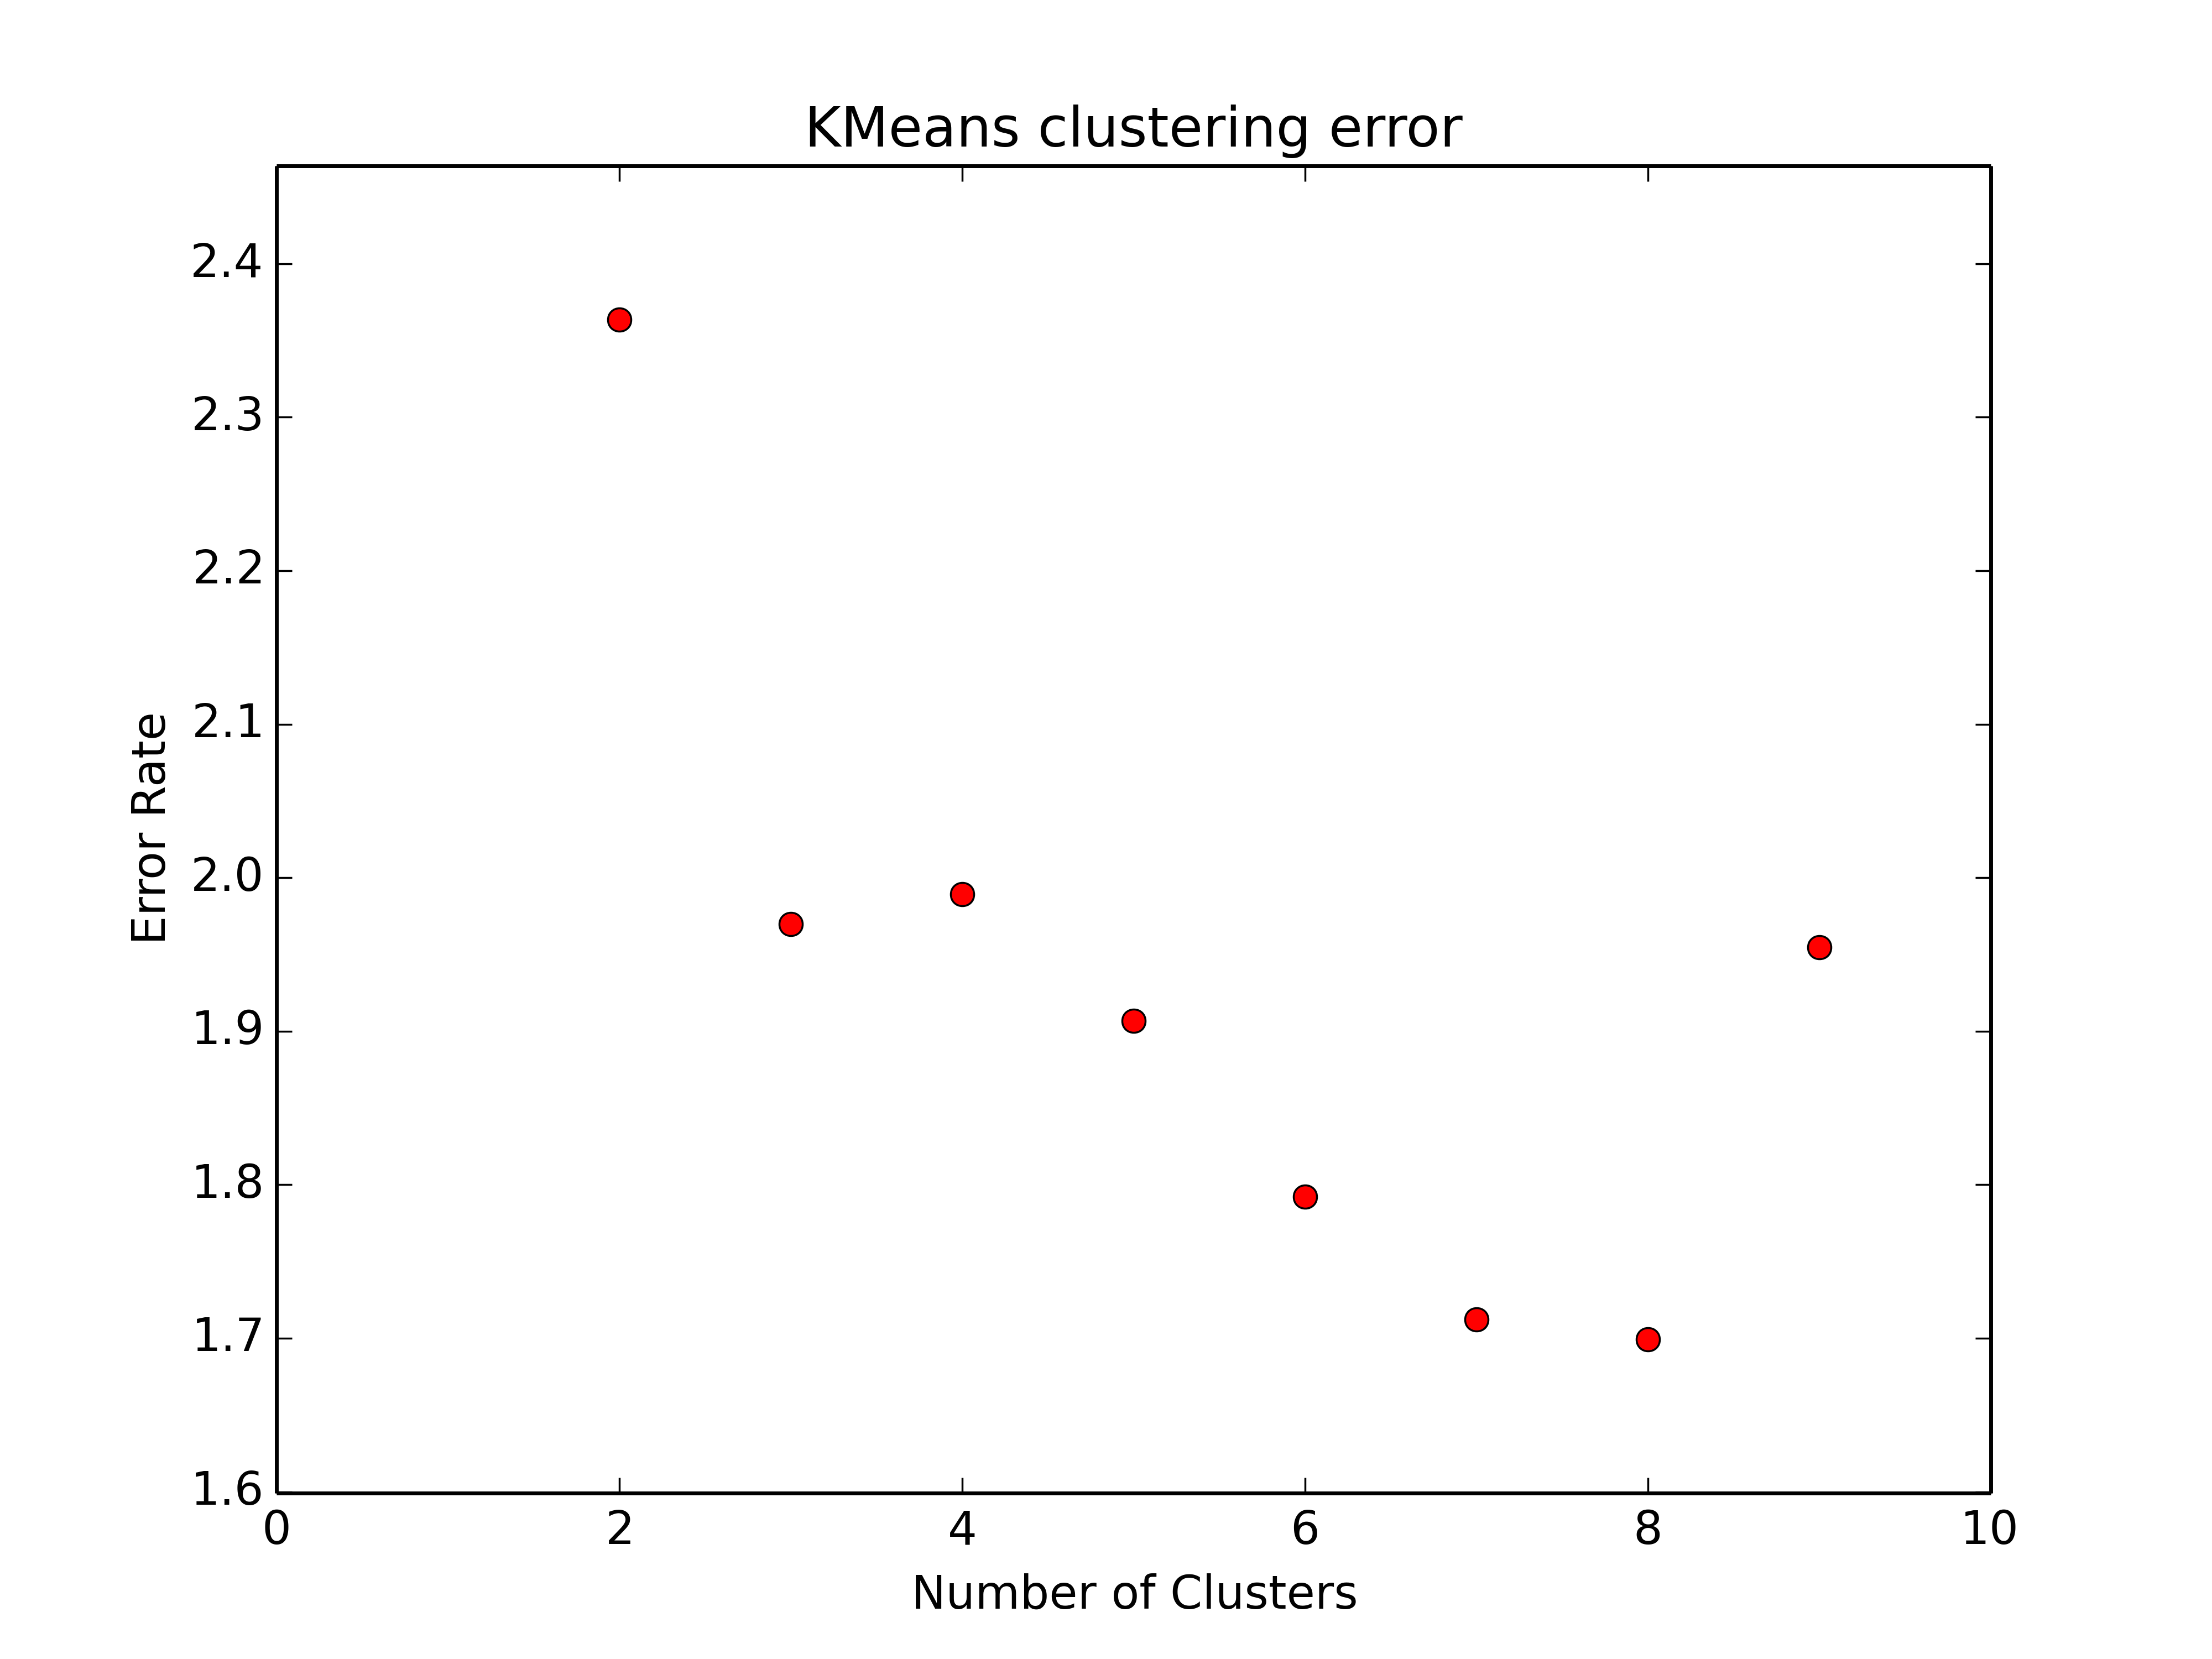 KMeans clustering error
2.4
2.3
2.2
2.1
2.0
1.9
1.8
1.7
1.6
Error Rate
0 2 4 6 8 10
Number of Clusters